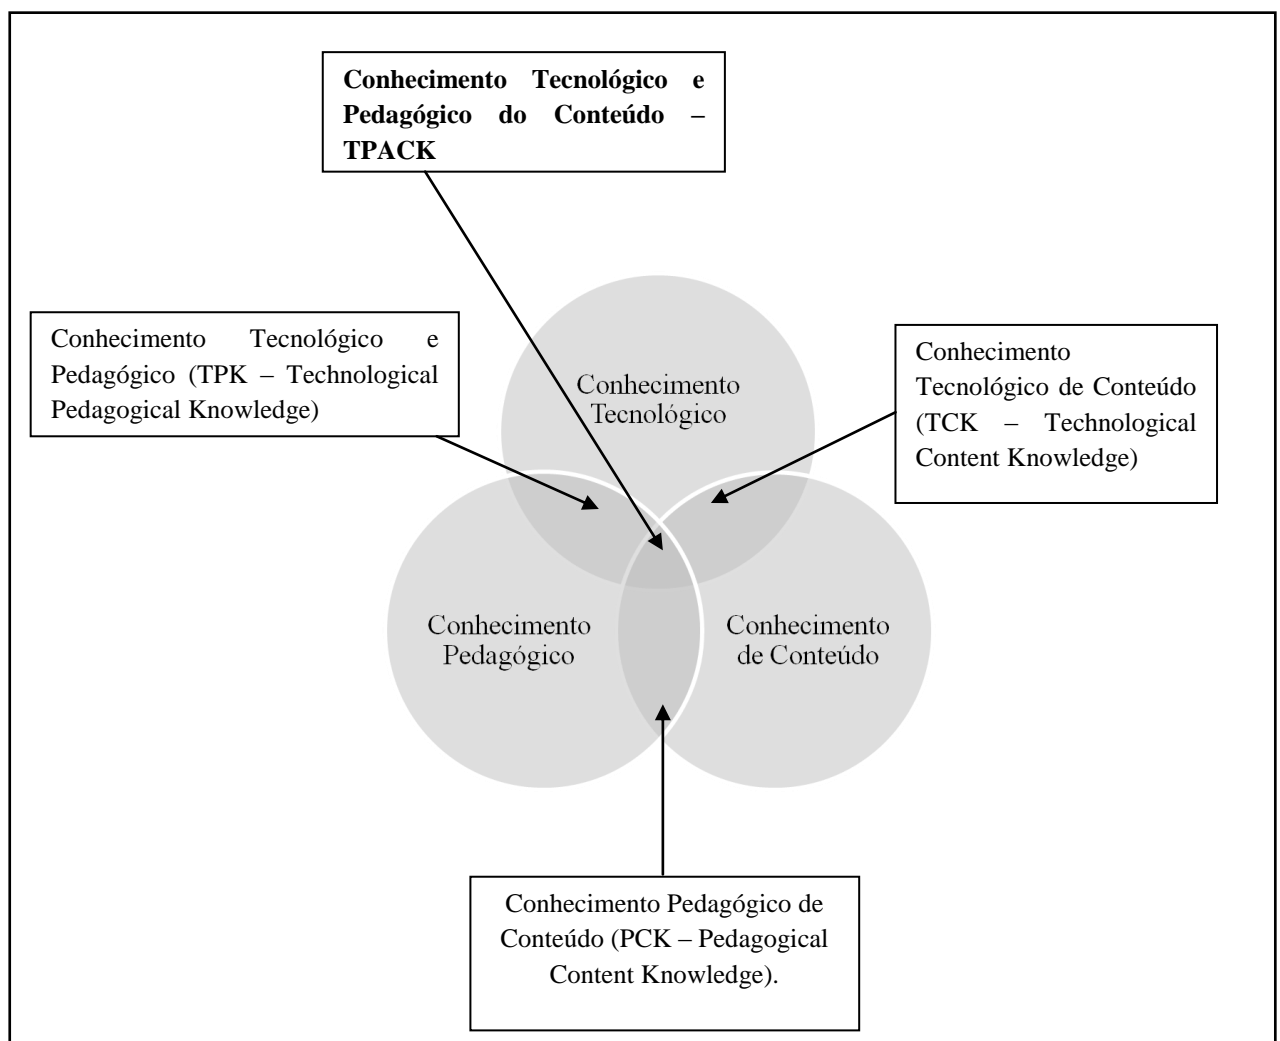 Conhecimento Tecnológico e
Pedagógico do Conteúdo –
TPACK
Conhecimento Tecnológico e
Pedagógico (TPK – Technological
Pedagogical Knowledge)
Conhecimento
Tecnológico de Conteúdo
(TCK – Technological
Content Knowledge)
Conhecimento
Tecnológico
Conhecimento
Pedagógico
Conhecimento
de Conteúdo
Conhecimento Pedagógico de
Conteúdo (PCK – Pedagogical
Content Knowledge).